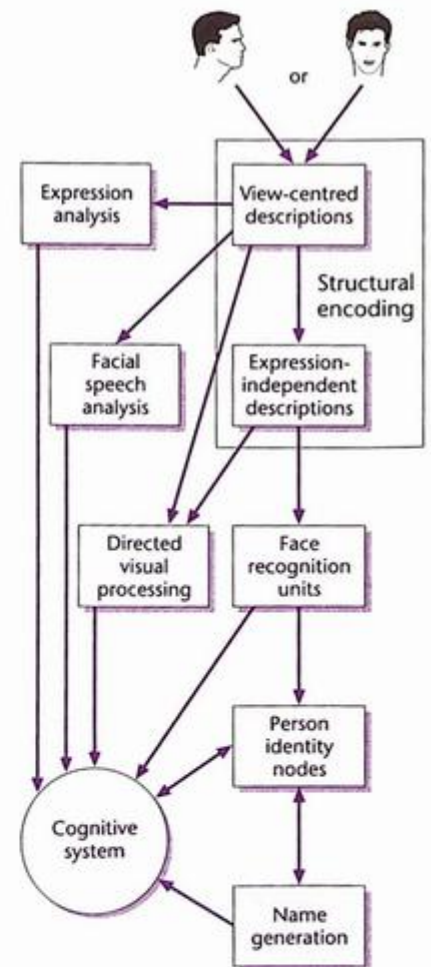 or
Expression
analysis
View-centred
descriptions
Structural
encoding
Facial
speech
analysis
Expression-
independent
descriptions
Directed
visual
processing
Face
recognition
units
Person
identity
nodes
Cognitive
system
Name
generation